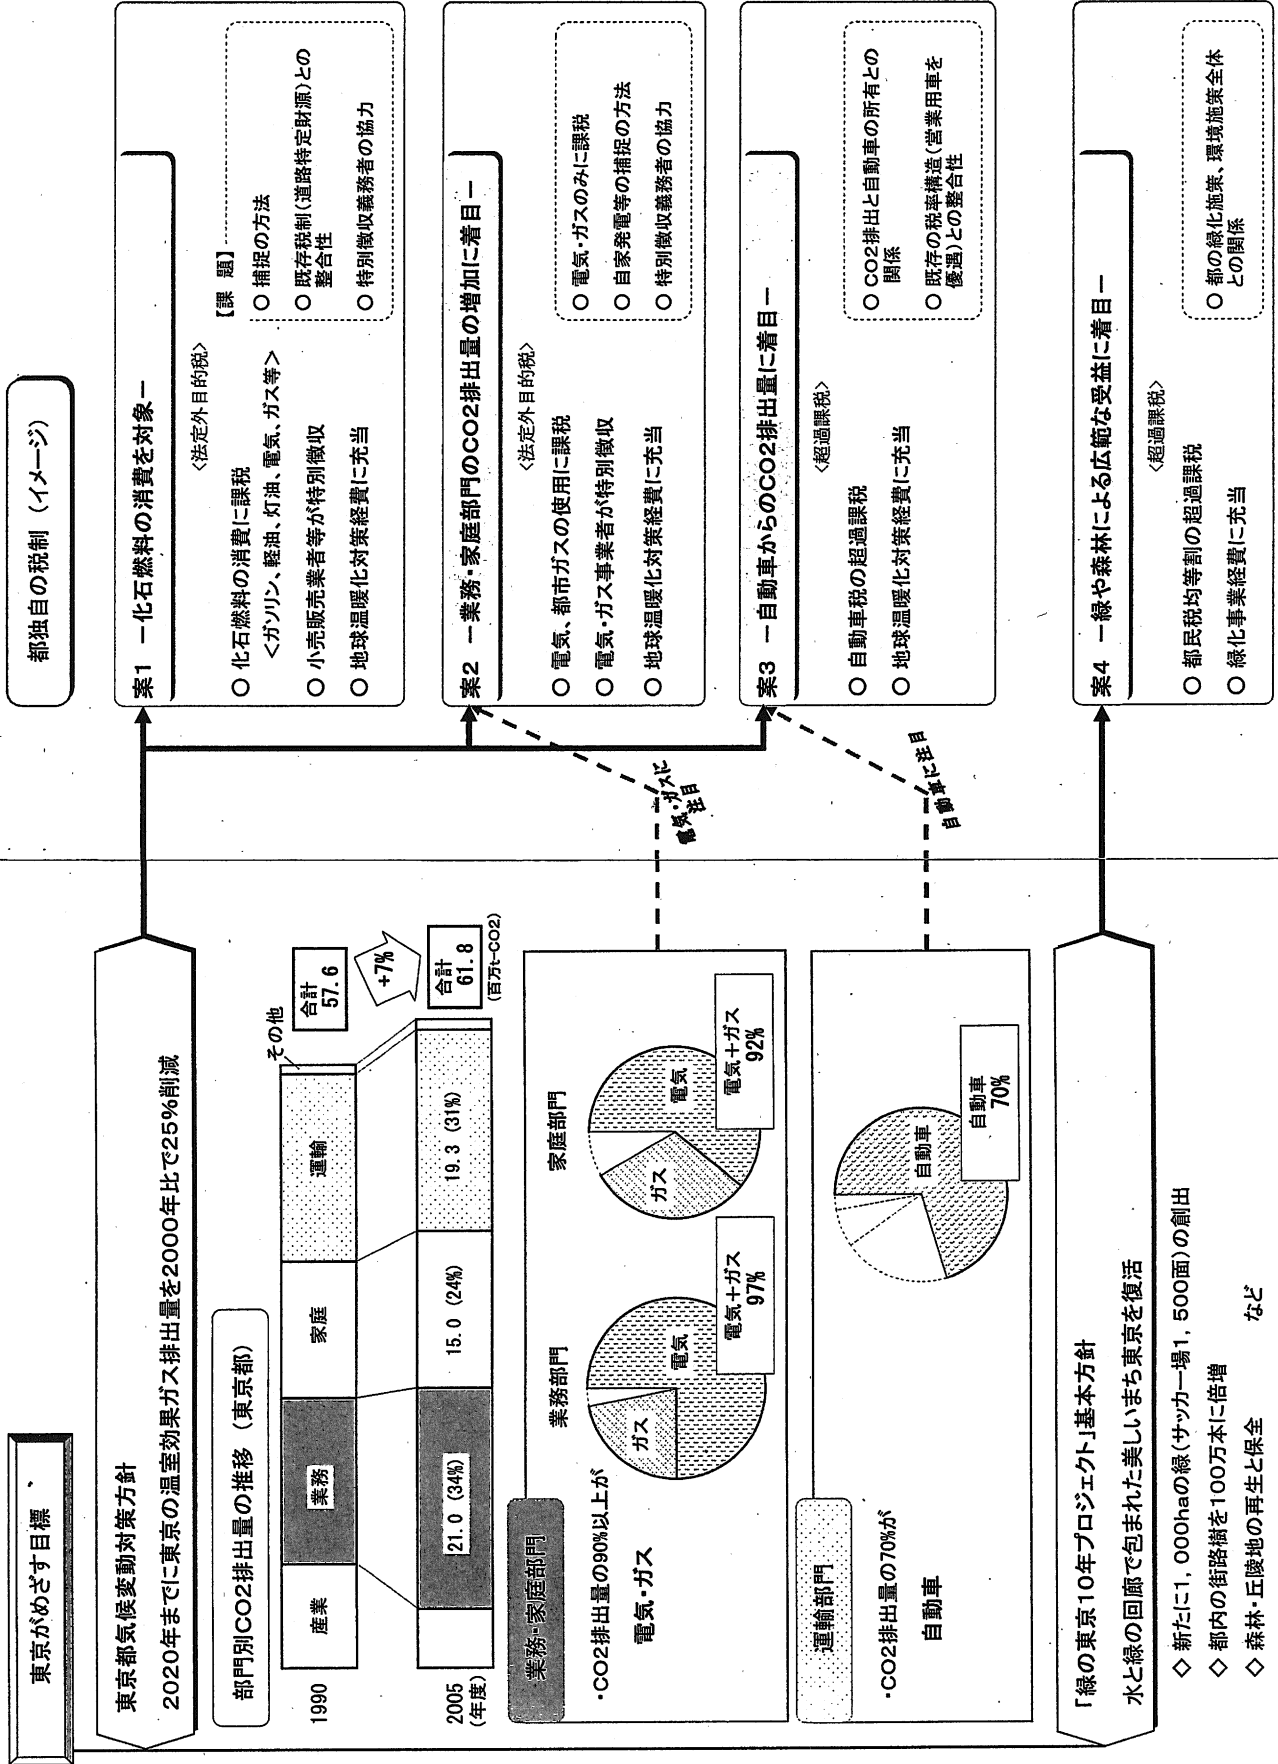 東京がめざす目標
東京都気候変動対策方針
2020年までに東京の温室効果ガス排出量を2000年比で25%削減
部門別CO2排出量の推移 (東京都)
1990
産業
業務
家庭
運輸
その他
合計
57.6
+7%
2005
(年度)
21.0 (34%)
15.0 (24%)
19.3 (31%)
合計
61.8
(百万t-CO2)
業務・家庭部門
・CO2排出量の90%以上が
電気・ガス
業務部門
ガス
電気
電気+ガス
97%
家庭部門
ガス
電気
電気+ガス
92%
電気・ガスに
注目
運輸部門
・CO2排出量の70%が
自動車
自動車
自動車
70%
自動車に注目
「緑の東京10年プロジェクト」基本方針
水と緑の回廊で包まれた美しいまち東京を復活
◇ 新たに1,000haの緑(サッカー場1,500面)の創出
◇ 都内の街路樹を100万本に倍増
◇ 森林・丘陵地の再生と保全 など
都独自の税制 (イメージ)
案1 -化石燃料の消費を対象-
<法定外目的税>
○ 化石燃料の消費に課税
<ガソリン、軽油、灯油、電気、ガス等>
○ 小売販売業者等が特別徴収
○ 地球温暖化対策経費に充当
【課 題】
○ 捕捉の方法
○ 既存税制(道路特定財源)との
整合性
○ 特別徴収義務者の協力
案2 -業務・家庭部門のCO2排出量の増加に着目-
<法定外目的税>
○ 電気、都市ガスの使用に課税
○ 電気・ガス事業者が特別徴収
○ 地球温暖化対策経費に充当
○ 電気・ガスのみに課税
○ 自家発電等の捕捉の方法
○ 特別徴収義務者の協力
案3 -自動車からのCO2排出量に着目-
<超過課税>
○ 自動車税の超過課税
○ 地球温暖化対策経費に充当
○ CO2排出と自動車の所有との
関係
○ 既存の税率構造(営業用車を
優遇)との整合性
案4 -緑や森林による広範な受益に着目-
<超過課税>
○ 都民税均等割の超過課税
○ 緑化事業経費に充当
○ 都の緑化施策、環境施策全体
との関係